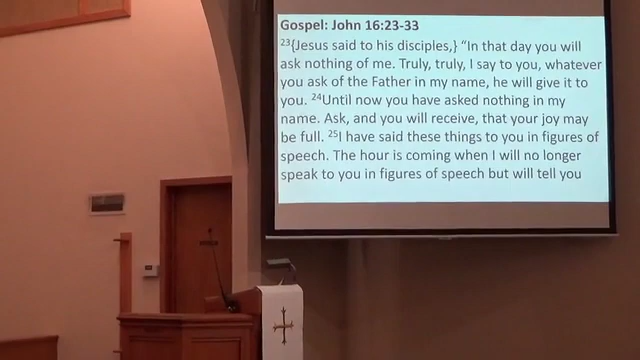 Gospel: John 16:23-33
23{Jesus said to his disciples,} “In that day you will
ask nothing of me. Truly, truly, I say to you, whatever
you ask of the Father in my name, he will give it to
you. 24Until now you have asked nothing in my
name. Ask, and you will receive, that your joy may
be full. 25I have said these things to you in figures of
speech. The hour is coming when I will no longer
speak to you in figures of speech but will tell you